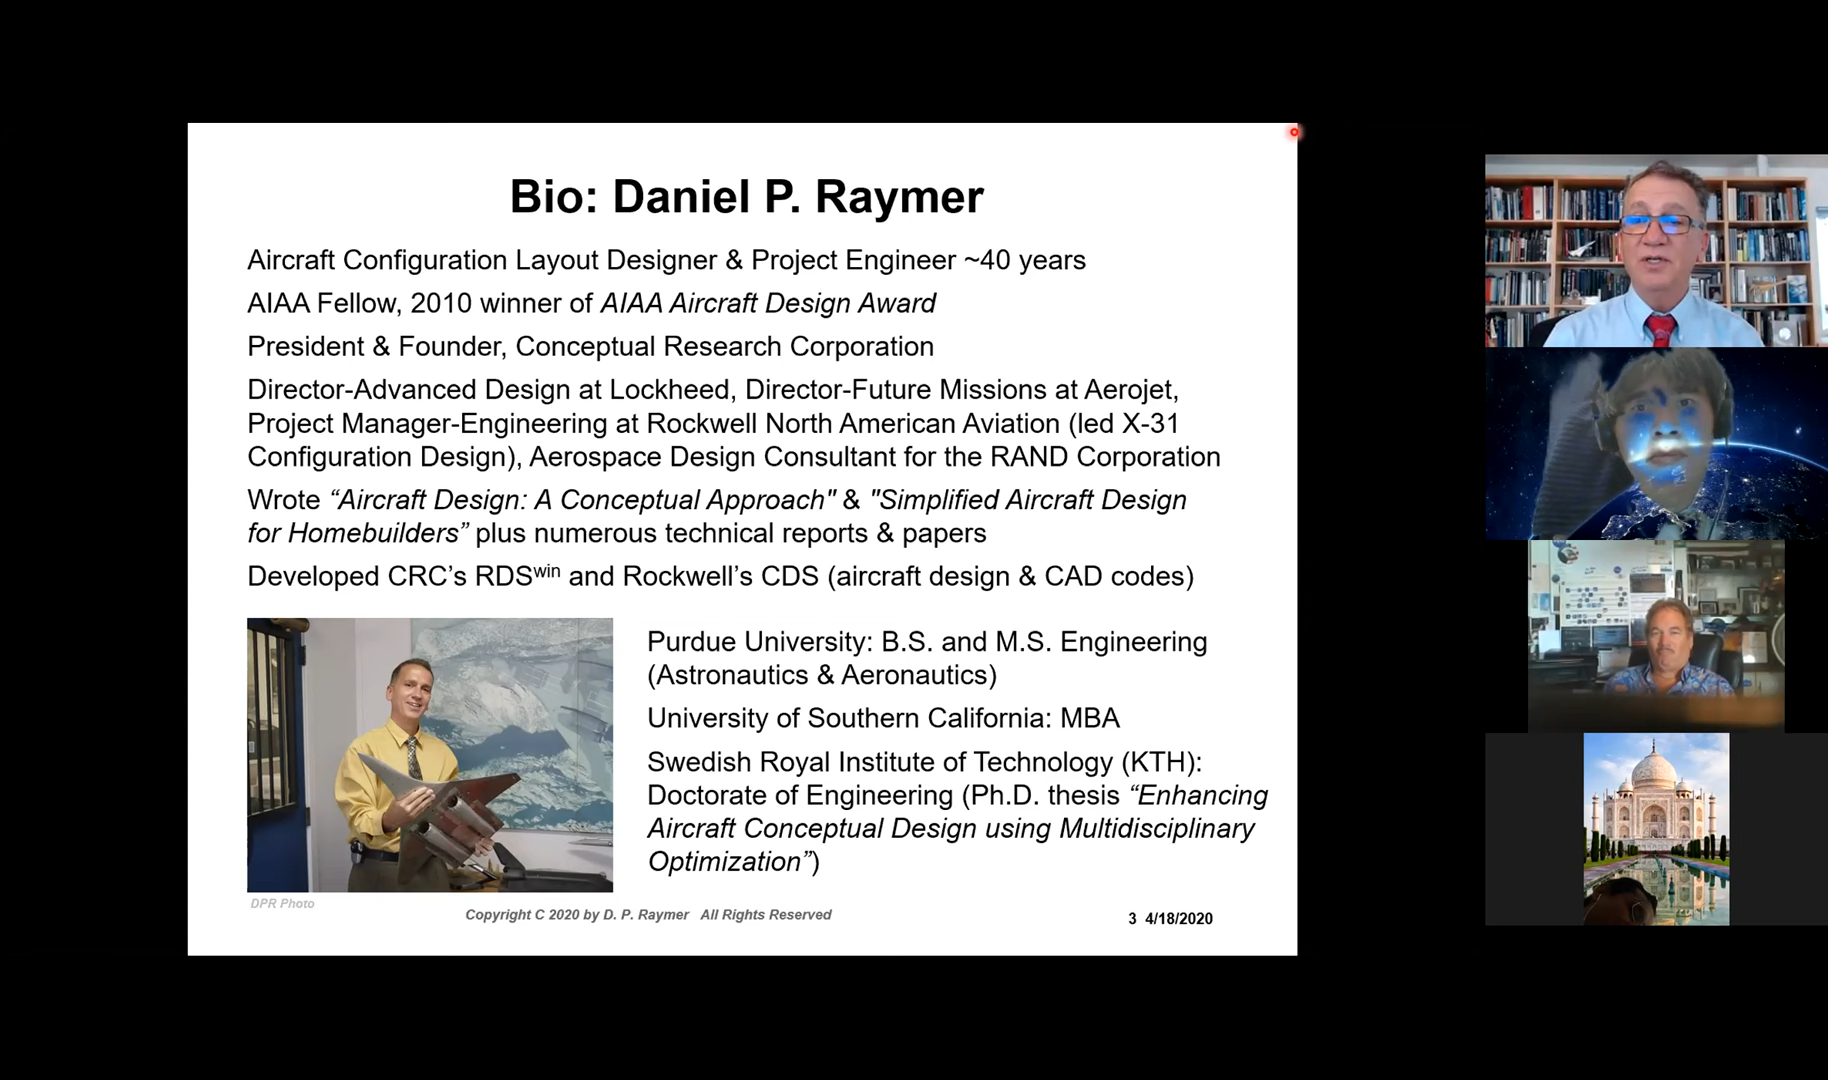 Bio: Daniel P. Raymer
Aircraft Configuration Layout Designer & Project Engineer ~40 years
AIAA Fellow, 2010 winner of AIAA Aircraft Design Award
President & Founder, Conceptual Research Corporation
Director-Advanced Design at Lockheed, Director-Future Missions at Aerojet,
Project Manager-Engineering at Rockwell North American Aviation (led X-31
Configuration Design), Aerospace Design Consultant for the RAND Corporation
Wrote “Aircraft Design: A Conceptual Approach" & "Simplified Aircraft Design
for Homebuilders” plus numerous technical reports & papers
Developed CRC’s RDSwin and Rockwell’s CDS (aircraft design & CAD codes)
Purdue University: B.S. and M.S. Engineering
(Astronautics & Aeronautics)
University of Southern California: MBA
Swedish Royal Institute of Technology (KTH):
Doctorate of Engineering (Ph.D. thesis “Enhancing
Aircraft Conceptual Design using Multidisciplinary
Optimization”)
DPR Photo
Copyright C 2020 by D. P. Raymer All Rights Reserved
3 4/18/2020